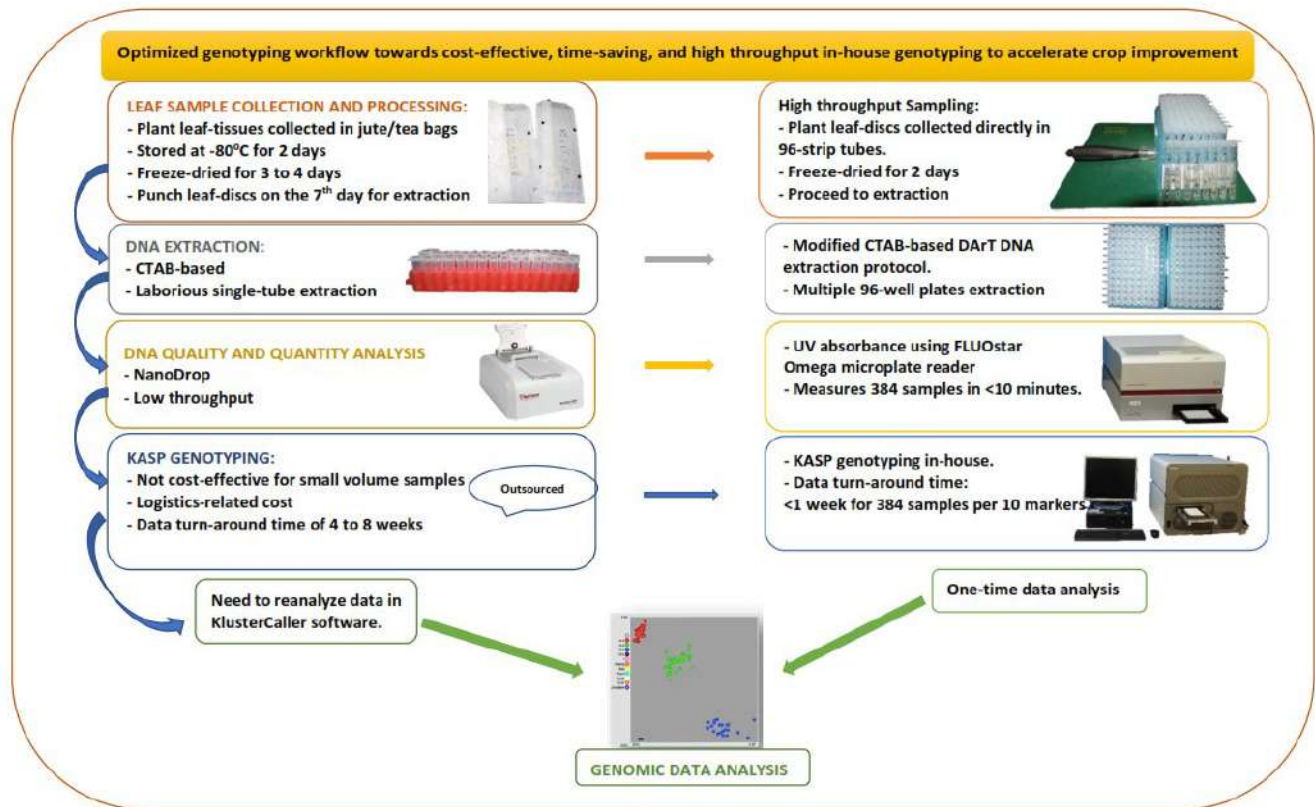 Optimized genotyping workflow towards cost-effective, time-saving, and high throughput in-house genotyping to accelerate crop improvement
LEAF SAMPLE COLLECTION AND PROCESSING:
- Plant leaf-tissues collected in jute/tea bags
- Stored at -80⁰C for 2 days
- Freeze-dried for 3 to 4 days
- Punch leaf-discs on the 7th day for extraction
High throughput Sampling:
- Plant leaf-discs collected directly in
96-strip tubes.
- Freeze-dried for 2 days
- Proceed to extraction
DNA EXTRACTION:
- CTAB-based
- Laborious single-tube extraction
- Modified CTAB-based DArT DNA
extraction protocol.
- Multiple 96-well plates extraction
DNA QUALITY AND QUANTITY ANALYSIS
- NanoDrop
- Low throughput
- UV absorbance using FLUOstar
Omega microplate reader
- Measures 384 samples in <10 minutes.
KASP GENOTYPING:
- Not cost-effective for small volume samples
- Logistics-related cost
- Data turn-around time of 4 to 8 weeks
Outsourced
- KASP genotyping in-house.
- Data turn-around time:
<1 week for 384 samples per 10 markers
Need to reanalyze data in
KlusterCaller software.
One-time data analysis
GENOMIC DATA ANALYSIS